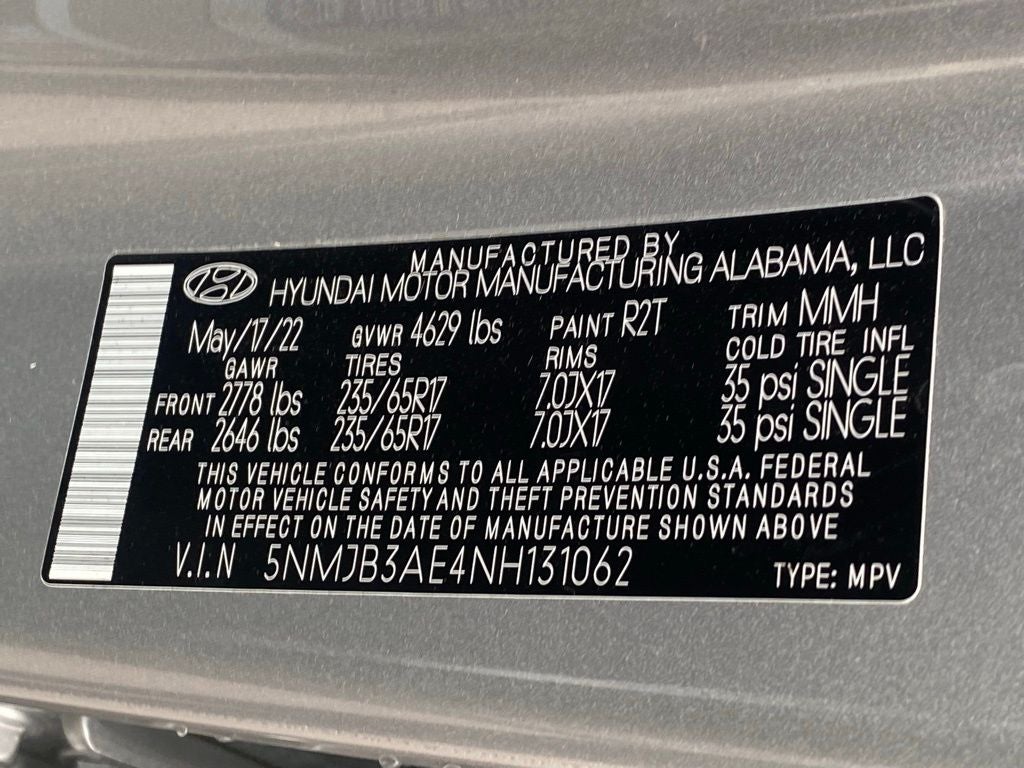 MANUFACTURED BY
HYUNDAI MOTOR MANUFACTURING ALABAMA, LLC
May/17/22 GVWR 4629 lbs PAINT R2T TRIM MMH
GAWR TIRES RIMS COLD TIRE INFL
FRONT 2778 lbs 235/65R17 7.0JX17 35 psi SINGLE
REAR 2646 lbs 235/65R17 7.0JX17 35 psi SINGLE
THIS VEHICLE CONFORMS TO ALL APPLICABLE U.S.A. FEDERAL
MOTOR VEHICLE SAFETY AND THEFT PREVENTION STANDARDS
IN EFFECT ON THE DATE OF MANUFACTURE SHOWN ABOVE
V.I.N 5NMJB3AE4NH131062 TYPE: MPV